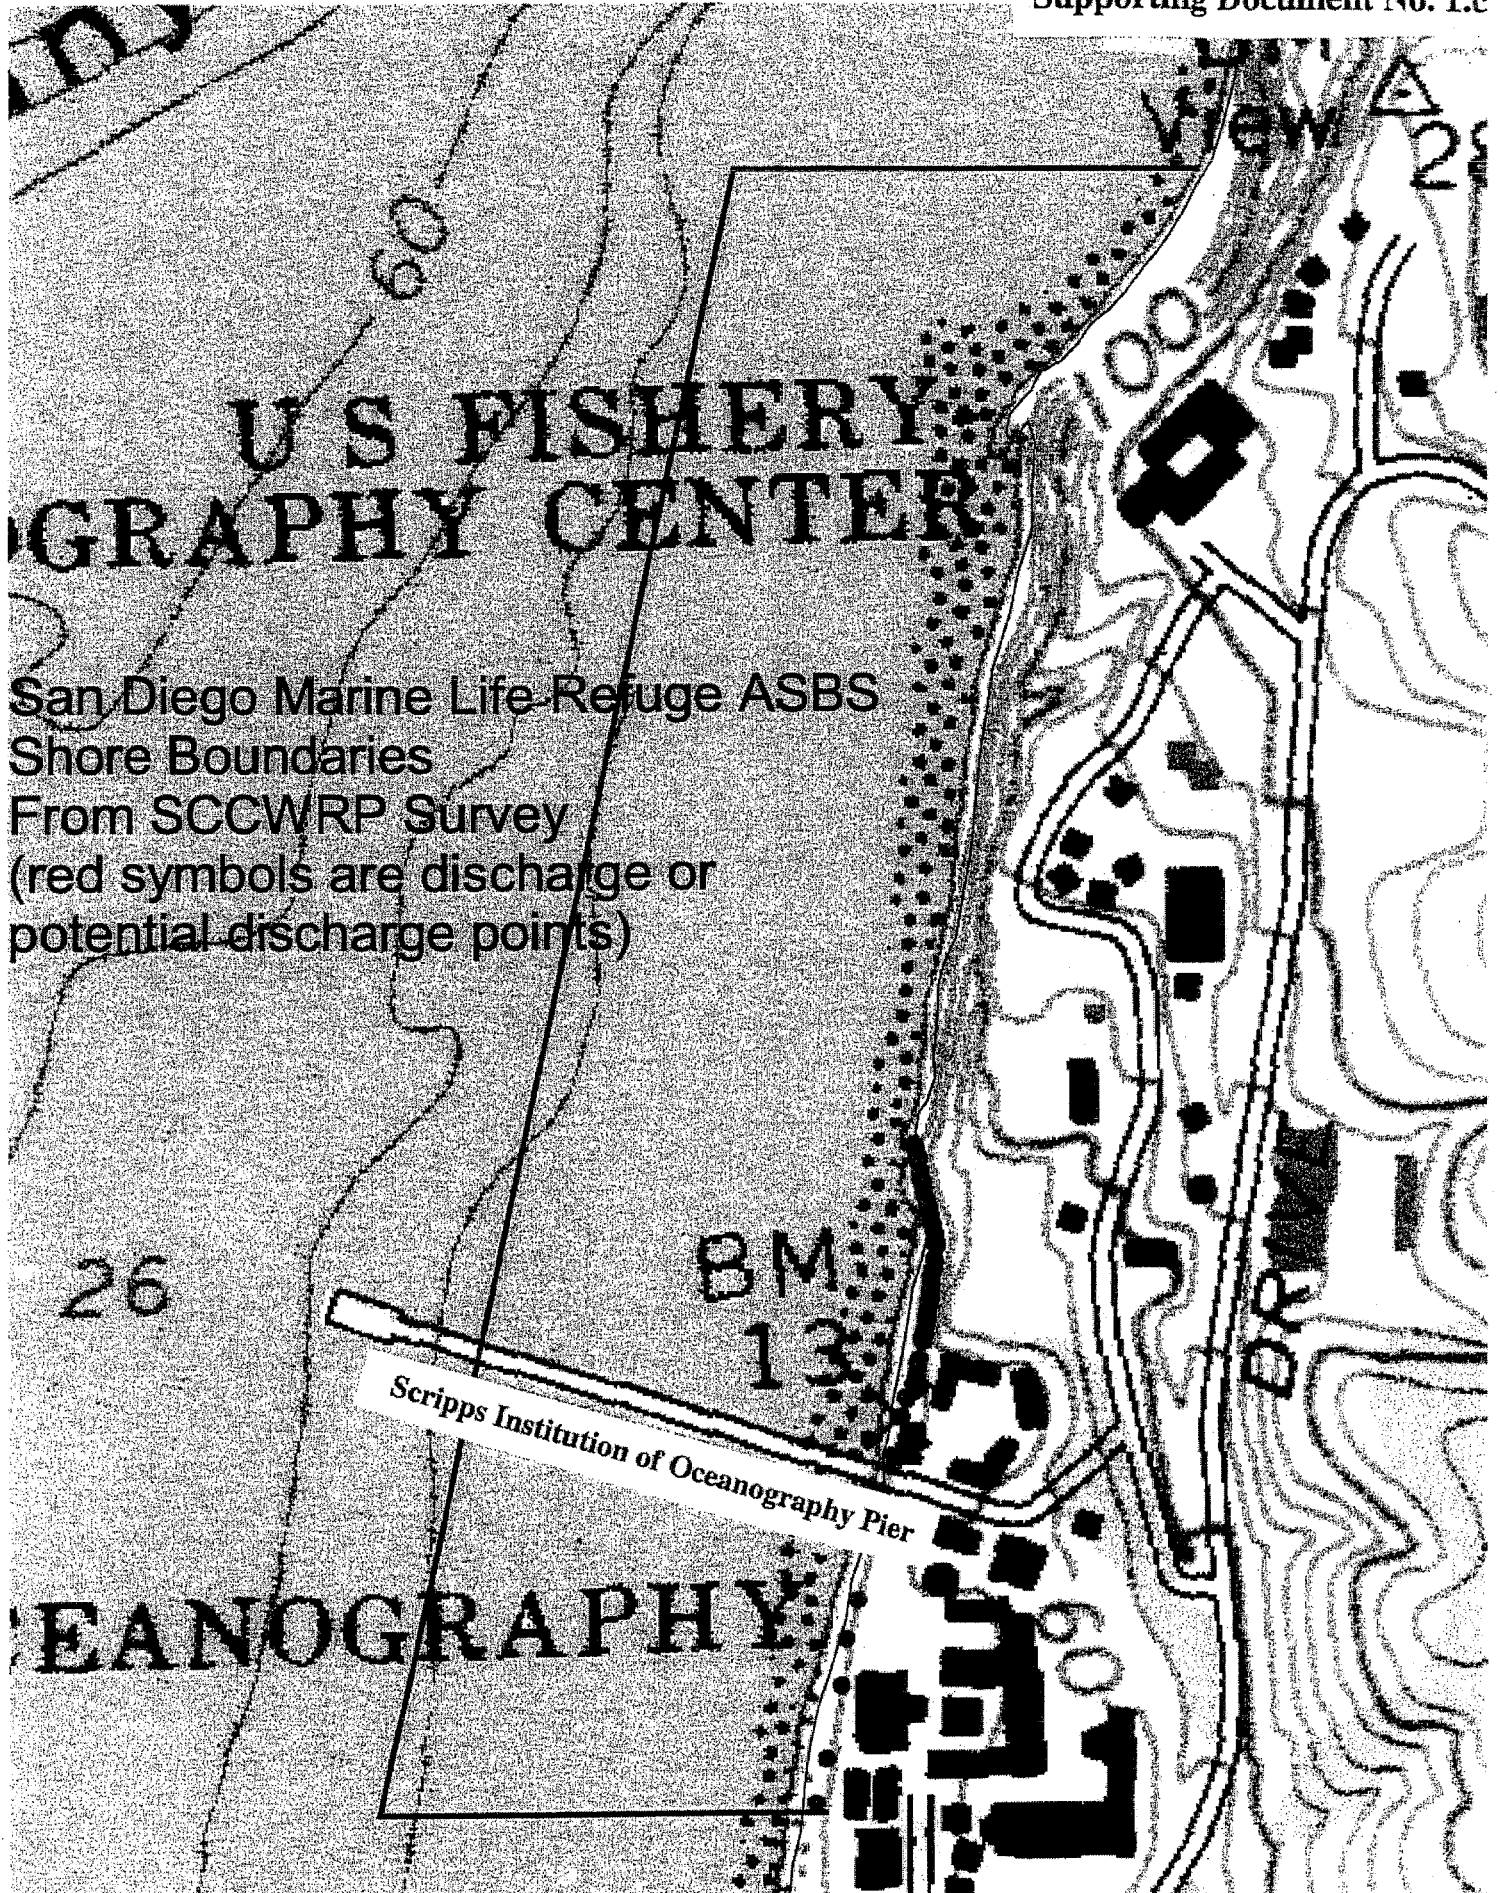 Supporting Document No. 1.c
View
60
100
U S FISHERY
OGRAPHY CENTER
San Diego Marine Life Refuge ASBS
Shore Boundaries
From SCCWRP Survey
(red symbols are discharge or
potential discharge points)
26
BM
13
DR
Scripps Institution of Oceanography Pier
EANOGRAPHY
60